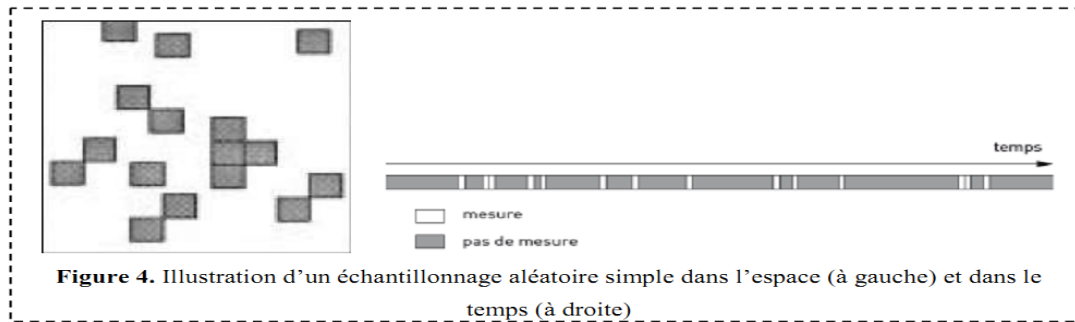 temps
mesure
pas de mesure
Figure 4. Illustration d’un échantillonnage aléatoire simple dans l’espace (à gauche) et dans le
temps (à droite)